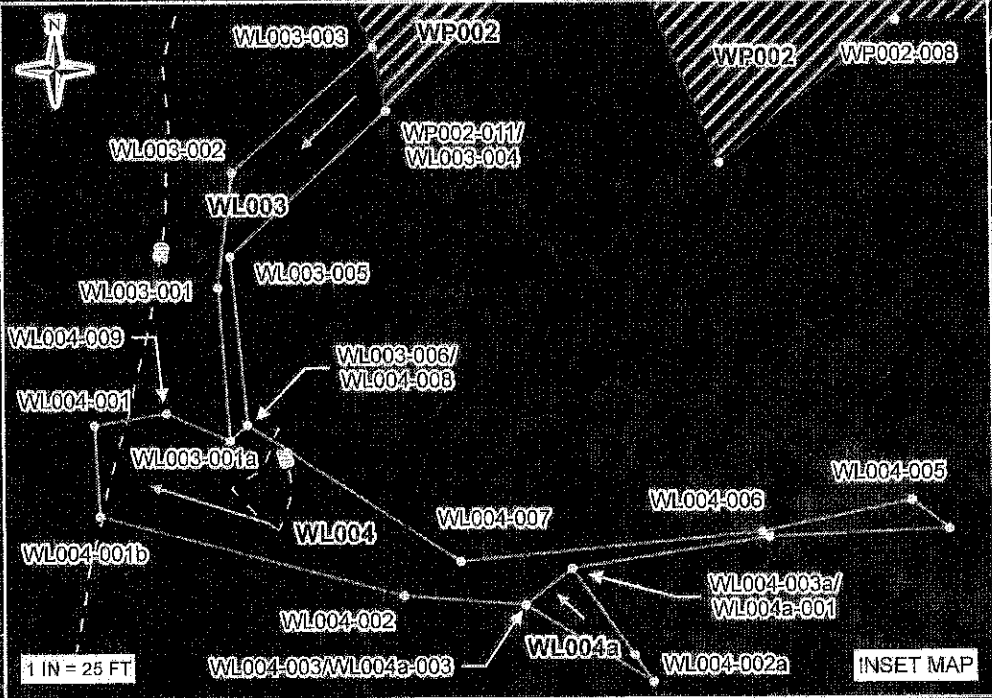 N
WL003-003
WP002
WP002
WP002-008
WP002-011/
WL003-004
WL003-002
WL003
WL003-005
WL003-001
WL004-009
WL003-006/
WL004-008
WL004-001
WL003-001a
WL004-005
WL004-006
WL004-007
WL004
WL004-001b
WL004-003a/
WL004a-001
WL004-002
WL004a
WL004-003/WL004a-003
WL004-002a
1 IN = 25 FT
INSET MAP